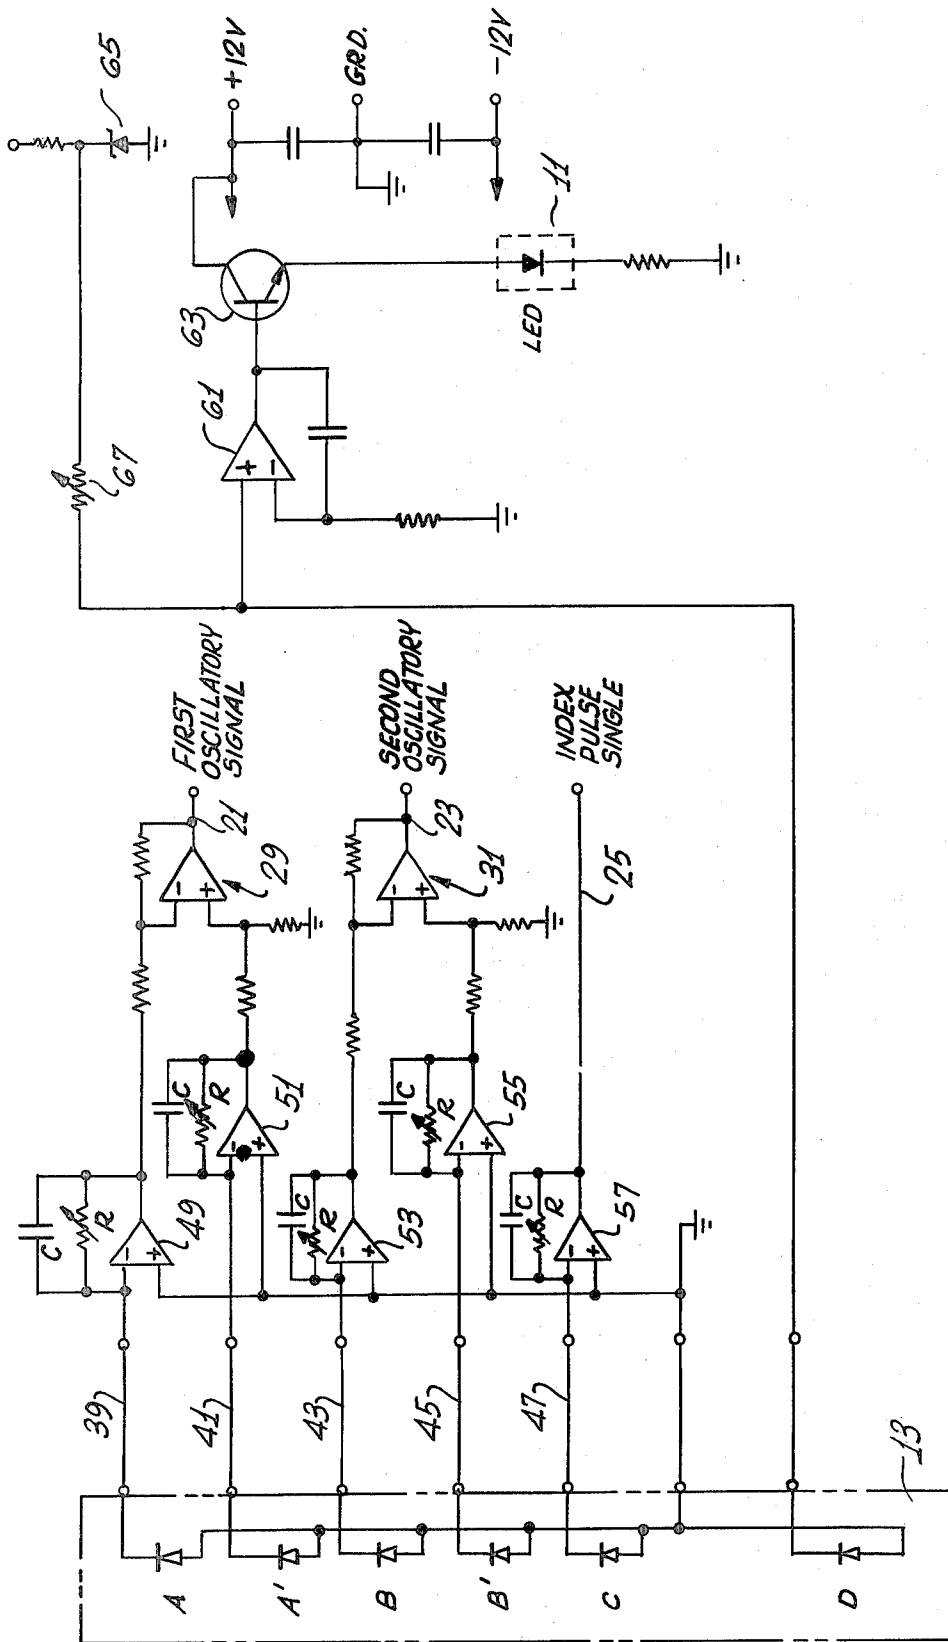 65
+12V
GRD.
-12V
11
LED
63
61
67
FIRST
OSCILLATORY
SIGNAL
21
29
SECOND
OSCILLATORY
SIGNAL
23
31
INDEX
PULSE
SINGLE
25
C
R
49
-
+
C
R
51
-
+
C
R
53
-
+
C
R
55
-
+
C
R
57
-
+
-
+
-
+
+
-
39
41
43
45
47
A
A'
B
B'
C
D
13